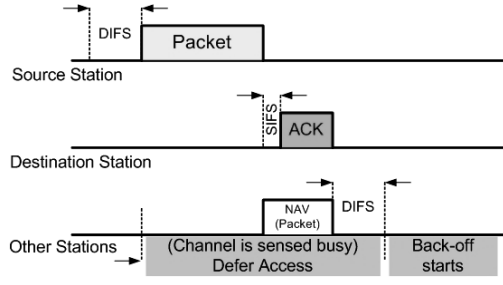 DIFS
Packet
Source Station
SIFS
ACK
Destination Station
NAV
(Packet)
DIFS
Other Stations
(Channel is sensed busy)
Defer Access
Back-off
starts